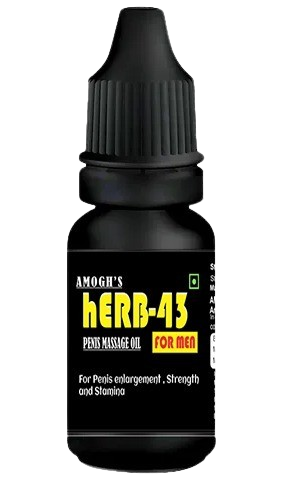 AMOGH'S
hERB-43
PENIS MASSAGE OIL
FOR MEN
For Penis enlargement , Strength
and Stamina